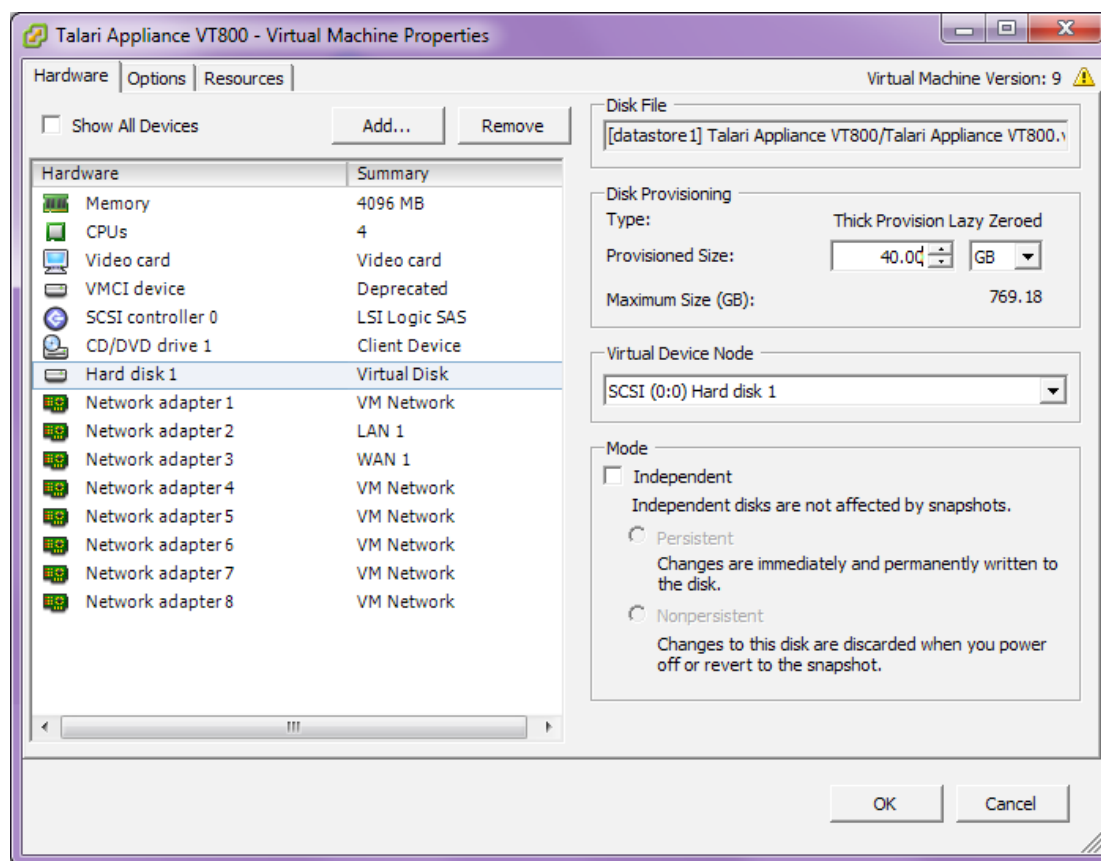 Talari Appliance VT800 - Virtual Machine Properties
Hardware Options Resources
Virtual Machine Version: 9
Show All Devices
Add...
Remove
Hardware Summary
Memory 4096 MB
CPUs 4
Video card Video card
VMCI device Deprecated
SCSI controller 0 LSI Logic SAS
CD/DVD drive 1 Client Device
Hard disk 1 Virtual Disk
Network adapter 1 VM Network
Network adapter 2 LAN 1
Network adapter 3 WAN 1
Network adapter 4 VM Network
Network adapter 5 VM Network
Network adapter 6 VM Network
Network adapter 7 VM Network
Network adapter 8 VM Network
Disk File
[datastore1] Talari Appliance VT800/Talari Appliance VT800.v
Disk Provisioning
Type: Thick Provision Lazy Zeroed
Provisioned Size: 40.00 GB
Maximum Size (GB): 769.18
Virtual Device Node
SCSI (0:0) Hard disk 1
Mode
Independent
Independent disks are not affected by snapshots.
Persistent
Changes are immediately and permanently written to
the disk.
Nonpersistent
Changes to this disk are discarded when you power
off or revert to the snapshot.
OK
Cancel